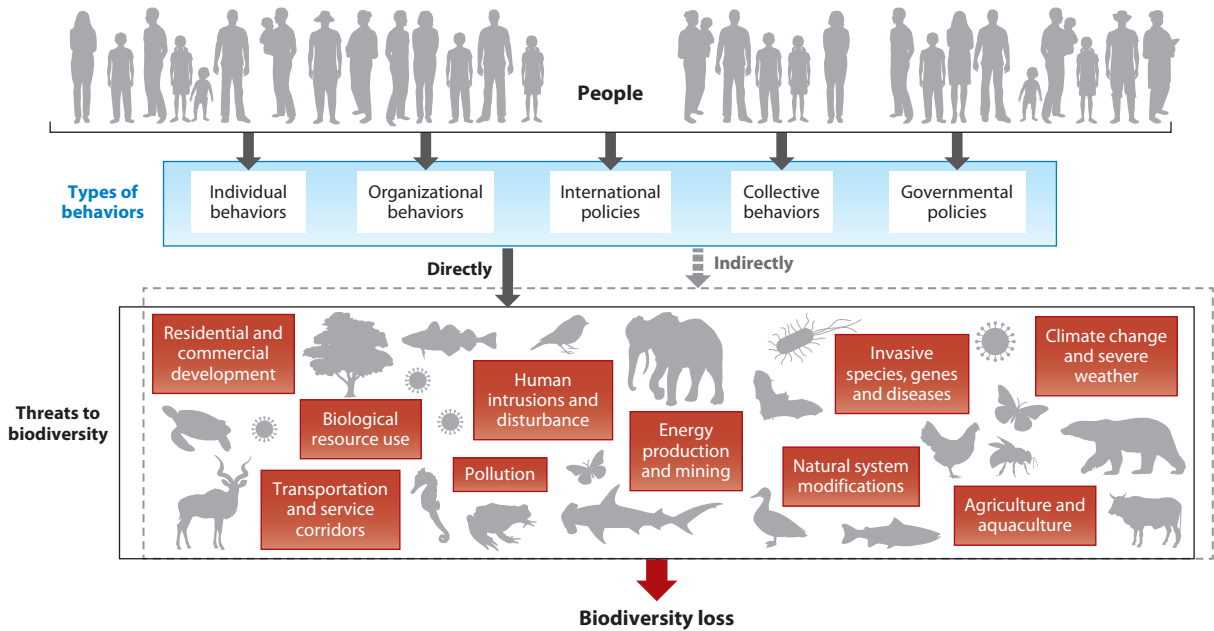 People
Types of
behaviors
Individual
behaviors
Organizational
behaviors
International
policies
Collective
behaviors
Governmental
policies
Directly
Indirectly
Threats to
biodiversity
Residential and
commercial
development
Biological
resource use
Human
intrusions and
disturbance
Invasive
species, genes
and diseases
Climate change
and severe
weather
Transportation
and service
corridors
Pollution
Energy
production
and mining
Natural system
modifications
Agriculture and
aquaculture
Biodiversity loss